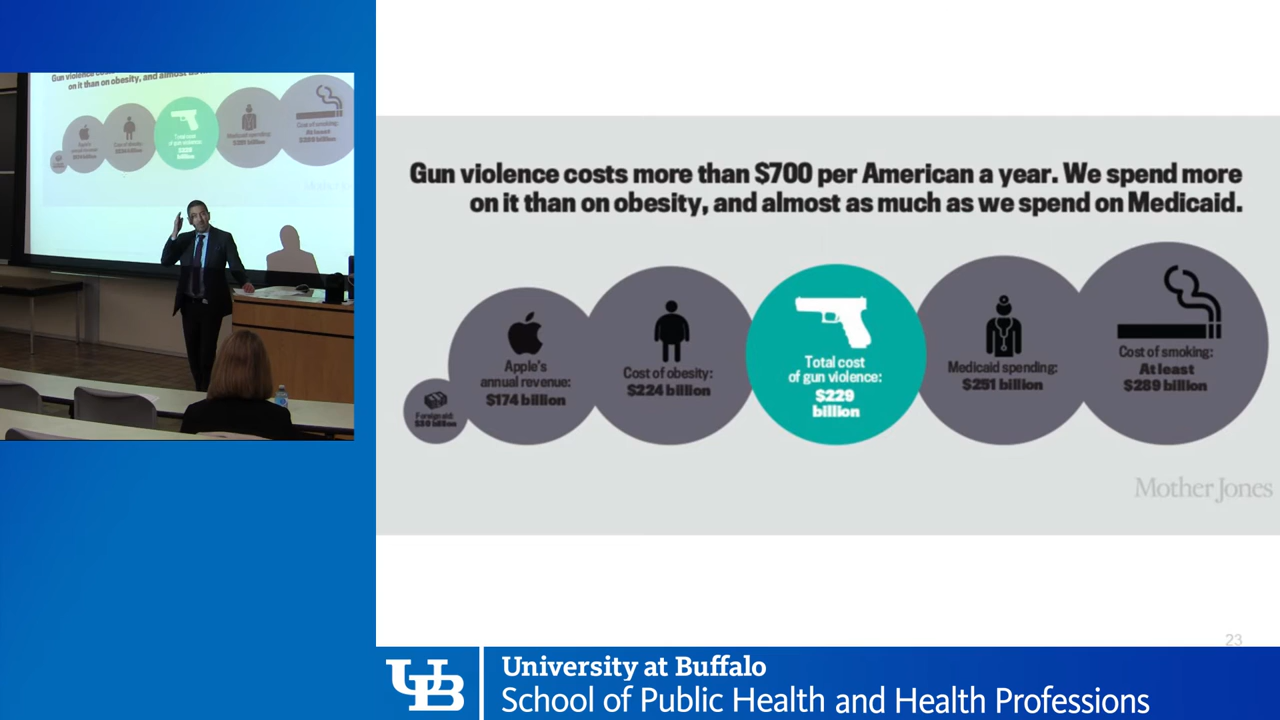 Gun violence costs more than $700 per American a year. We spend more
on it than on obesity, and almost as much as we spend on Medicaid.
Foreign aid:
Apple's
annual revenue:
$174 billion
Cost of obesity:
$224 billion
Total cost
of gun violence:
$229
billion
Medicaid spending:
$251 billion
Cost of smoking:
At least
$289 billion
Mother Jones
23
UB
University at Buffalo
School of Public Health and Health Professions